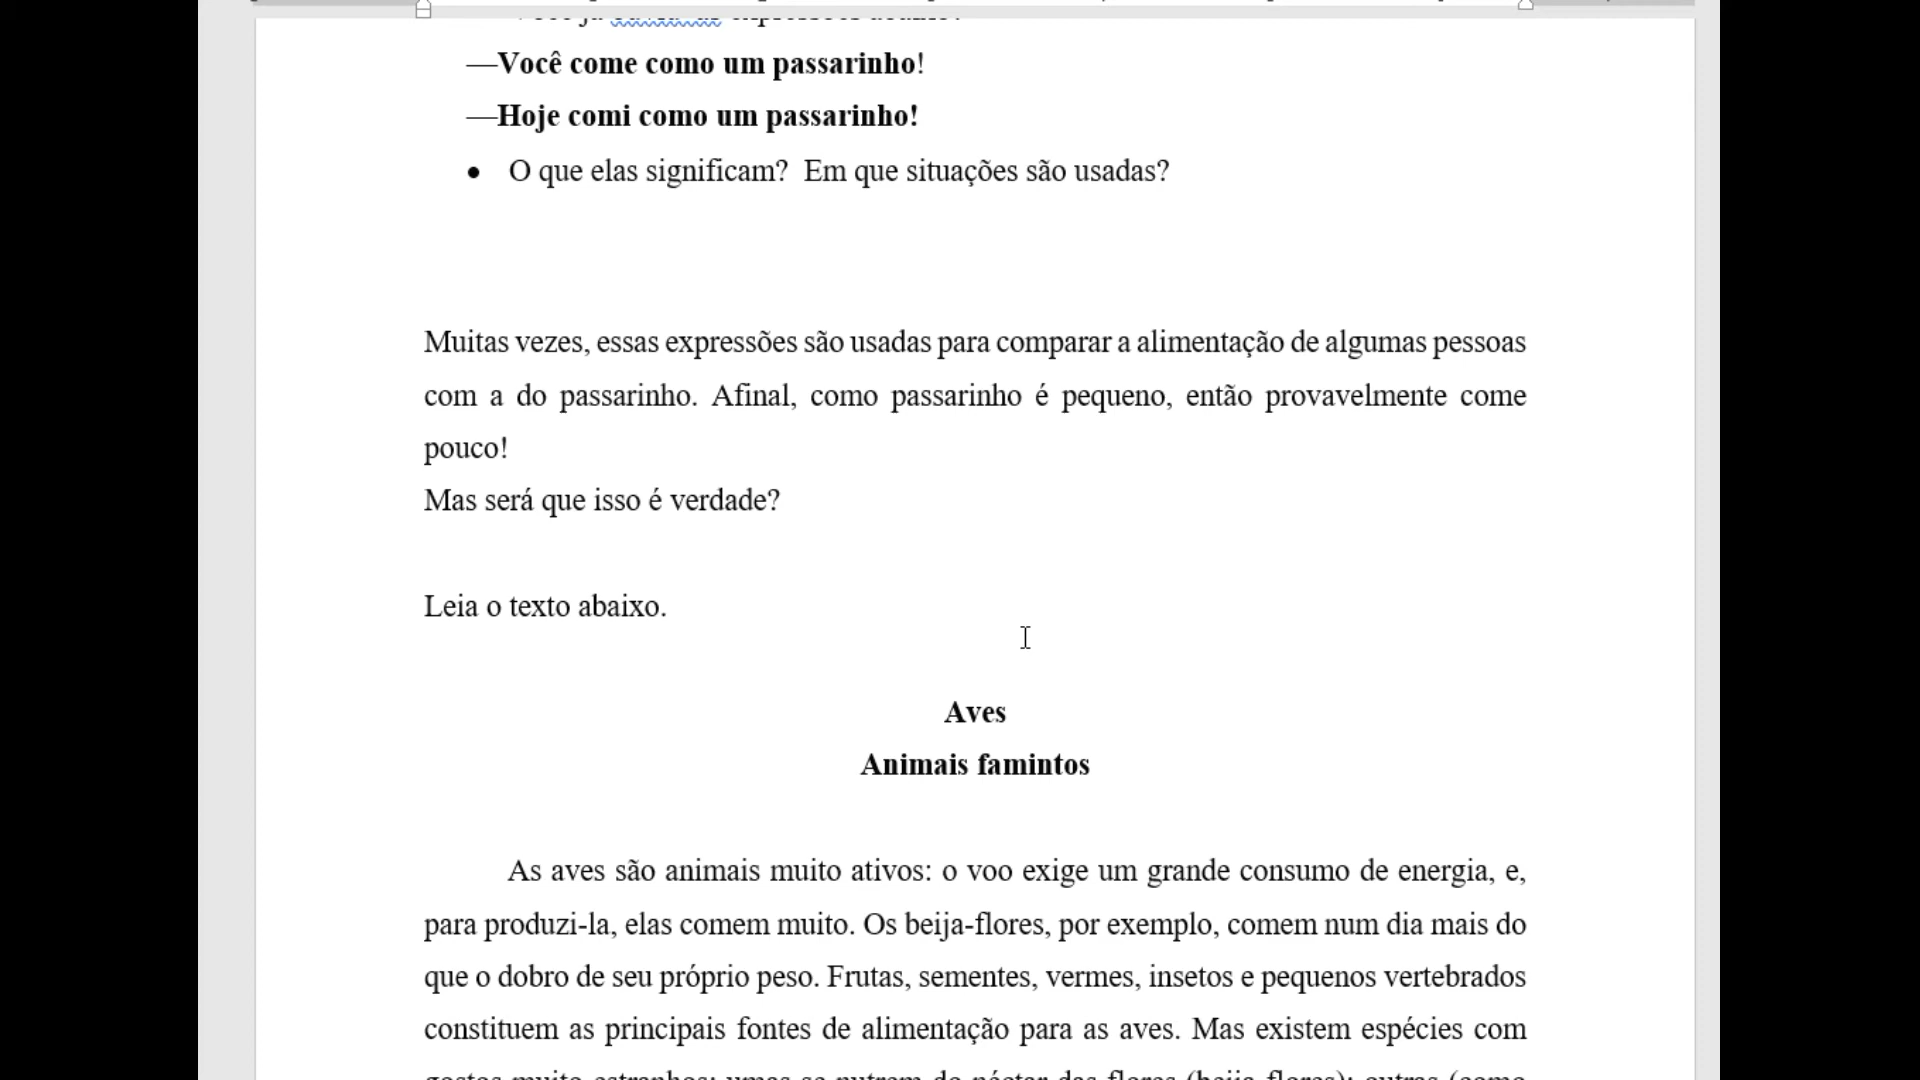 —Você come como um passarinho!
—Hoje comi como um passarinho!
• O que elas significam?  Em que situações são usadas?
Muitas vezes, essas expressões são usadas para comparar a alimentação de algumas pessoas
com a do passarinho. Afinal, como passarinho é pequeno, então provavelmente come
pouco!
Mas será que isso é verdade?
Leia o texto abaixo.
Aves
Animais famintos
As aves são animais muito ativos: o voo exige um grande consumo de energia, e,
para produzi-la, elas comem muito. Os beija-flores, por exemplo, comem num dia mais do
que o dobro de seu próprio peso. Frutas, sementes, vermes, insetos e pequenos vertebrados
constituem as principais fontes de alimentação para as aves. Mas existem espécies com